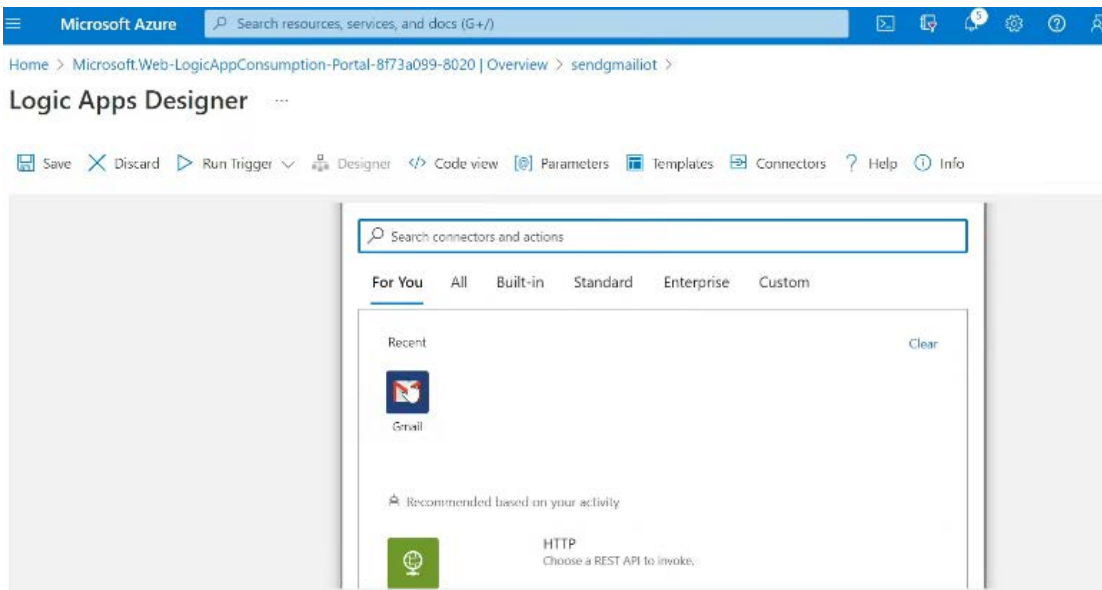 Microsoft Azure
Search resources, services, and docs (G+/)
5
Home > Microsoft.Web-LogicAppConsumption-Portal-8f73a099-8020 | Overview > sendgmailiot >
Logic Apps Designer ...
Save Discard Run Trigger Designer Code view Parameters Templates Connectors Help Info
Search connectors and actions
For You All Built-in Standard Enterprise Custom
Recent Clear
Gmail
Recommended based on your activity
HTTP
Choose a REST API to invoke.